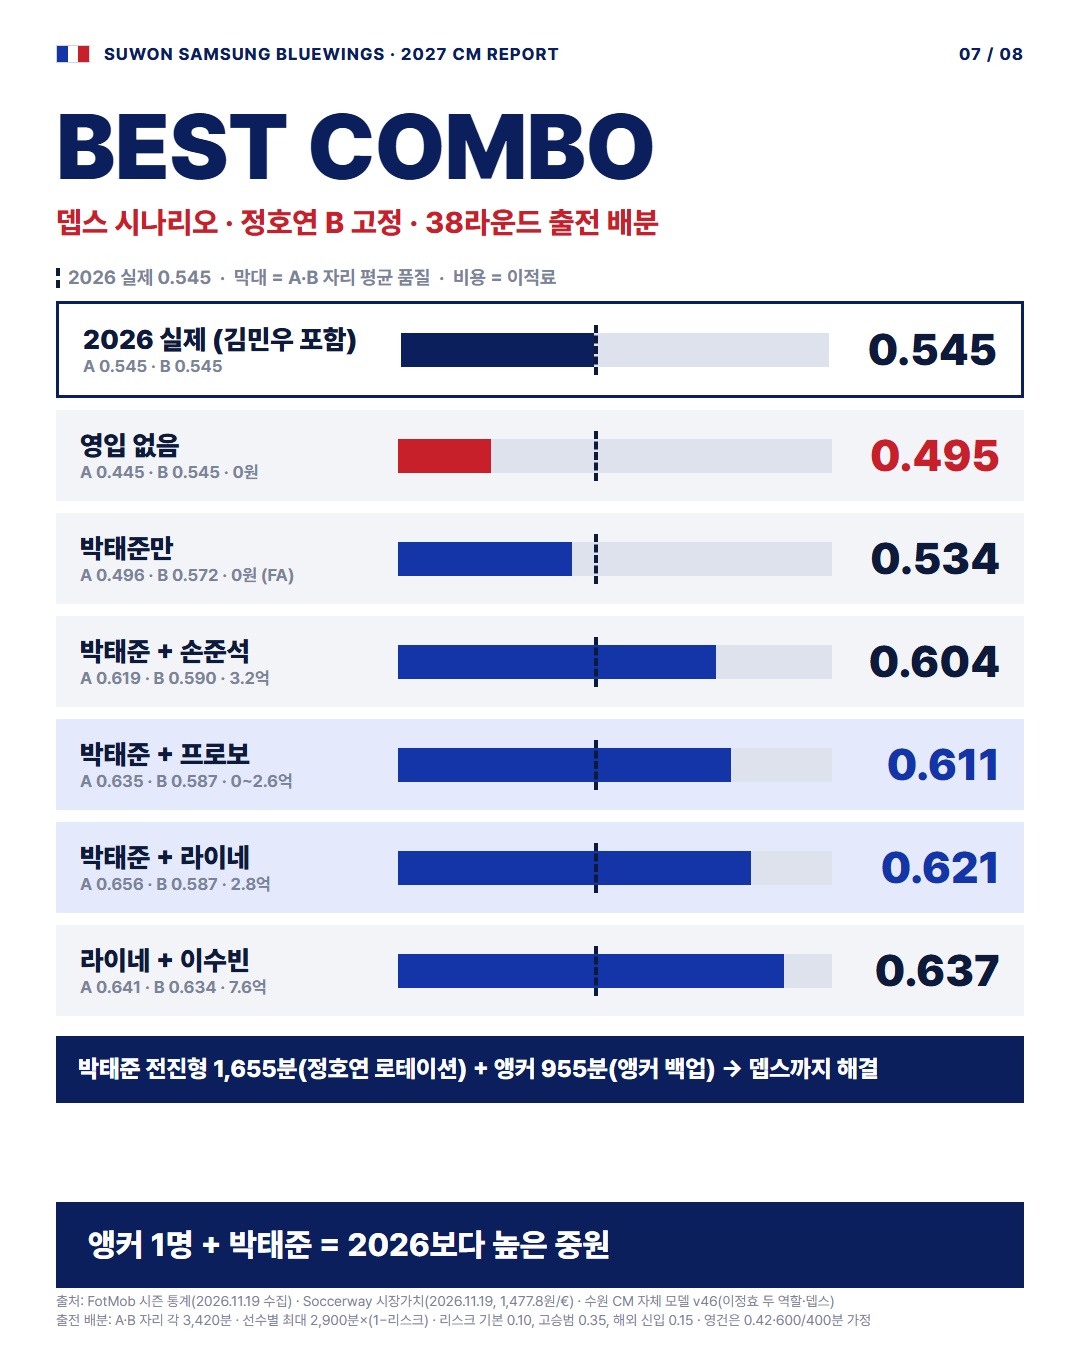 SUWON SAMSUNG BLUEWINGS · 2027 CM REPORT
07 / 08
BEST COMBO
뎁스 시나리오 · 정호연 B 고정 · 38라운드 출전 배분
2026 실제 0.545 · 막대 = A·B 자리 평균 품질 · 비용 = 이적료
2026 실제 (김민우 포함)
A 0.545 · B 0.545
0.545
영입 없음
A 0.445 · B 0.545 · 0원
0.495
박태준만
A 0.496 · B 0.572 · 0원 (FA)
0.534
박태준 + 손준석
A 0.619 · B 0.590 · 3.2억
0.604
박태준 + 프로보
A 0.635 · B 0.587 · 0~2.6억
0.611
박태준 + 라이네
A 0.656 · B 0.587 · 2.8억
0.621
라이네 + 이수빈
A 0.641 · B 0.634 · 7.6억
0.637
박태준 전진형 1,655분(정호연 로테이션) + 앵커 955분(앵커 백업) → 뎁스까지 해결
앵커 1명 + 박태준 = 2026보다 높은 중원
출처: FotMob 시즌 통계(2026.11.19 수집) · Soccerway 시장가치(2026.11.19, 1,477.8원/€) · 수원 CM 자체 모델 v46(이정효 두 역할·뎁스)
출전 배분: A·B 자리 각 3,420분 · 선수별 최대 2,900분×(1−리스크) · 리스크 기본 0.10, 고승범 0.35, 해외 신입 0.15 · 영건은 0.42·600/400분 가정